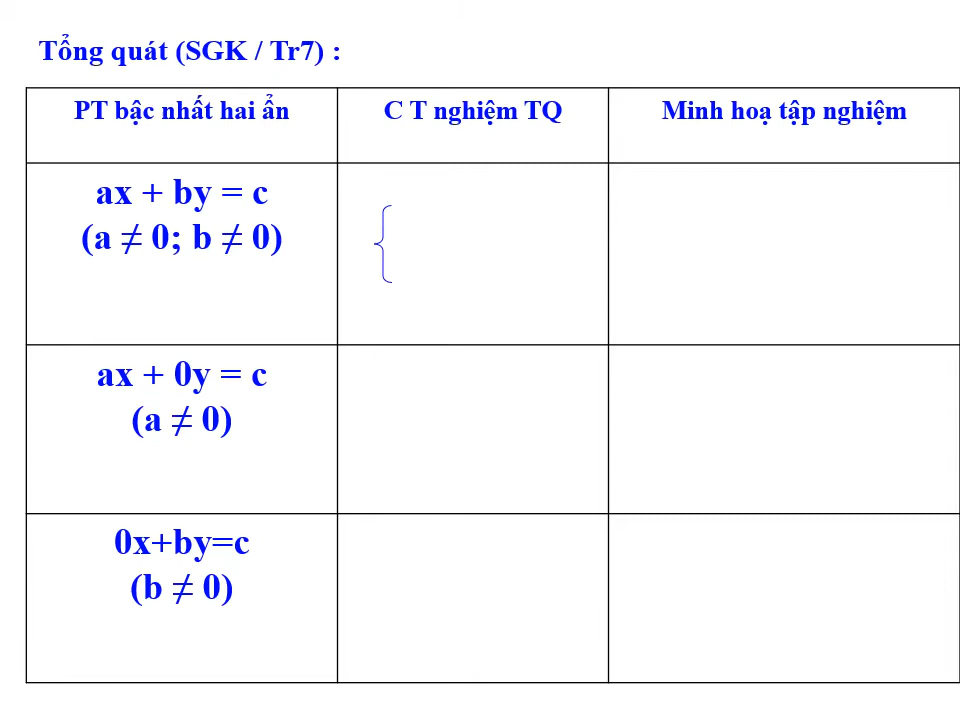 Tổng quát (SGK / Tr7) :
PT bậc nhất hai ẩn
C T nghiệm TQ
Minh hoạ tập nghiệm
ax + by = c
(a ≠ 0; b ≠ 0)
{
ax + 0y = c
(a ≠ 0)
0x+by=c
(b ≠ 0)